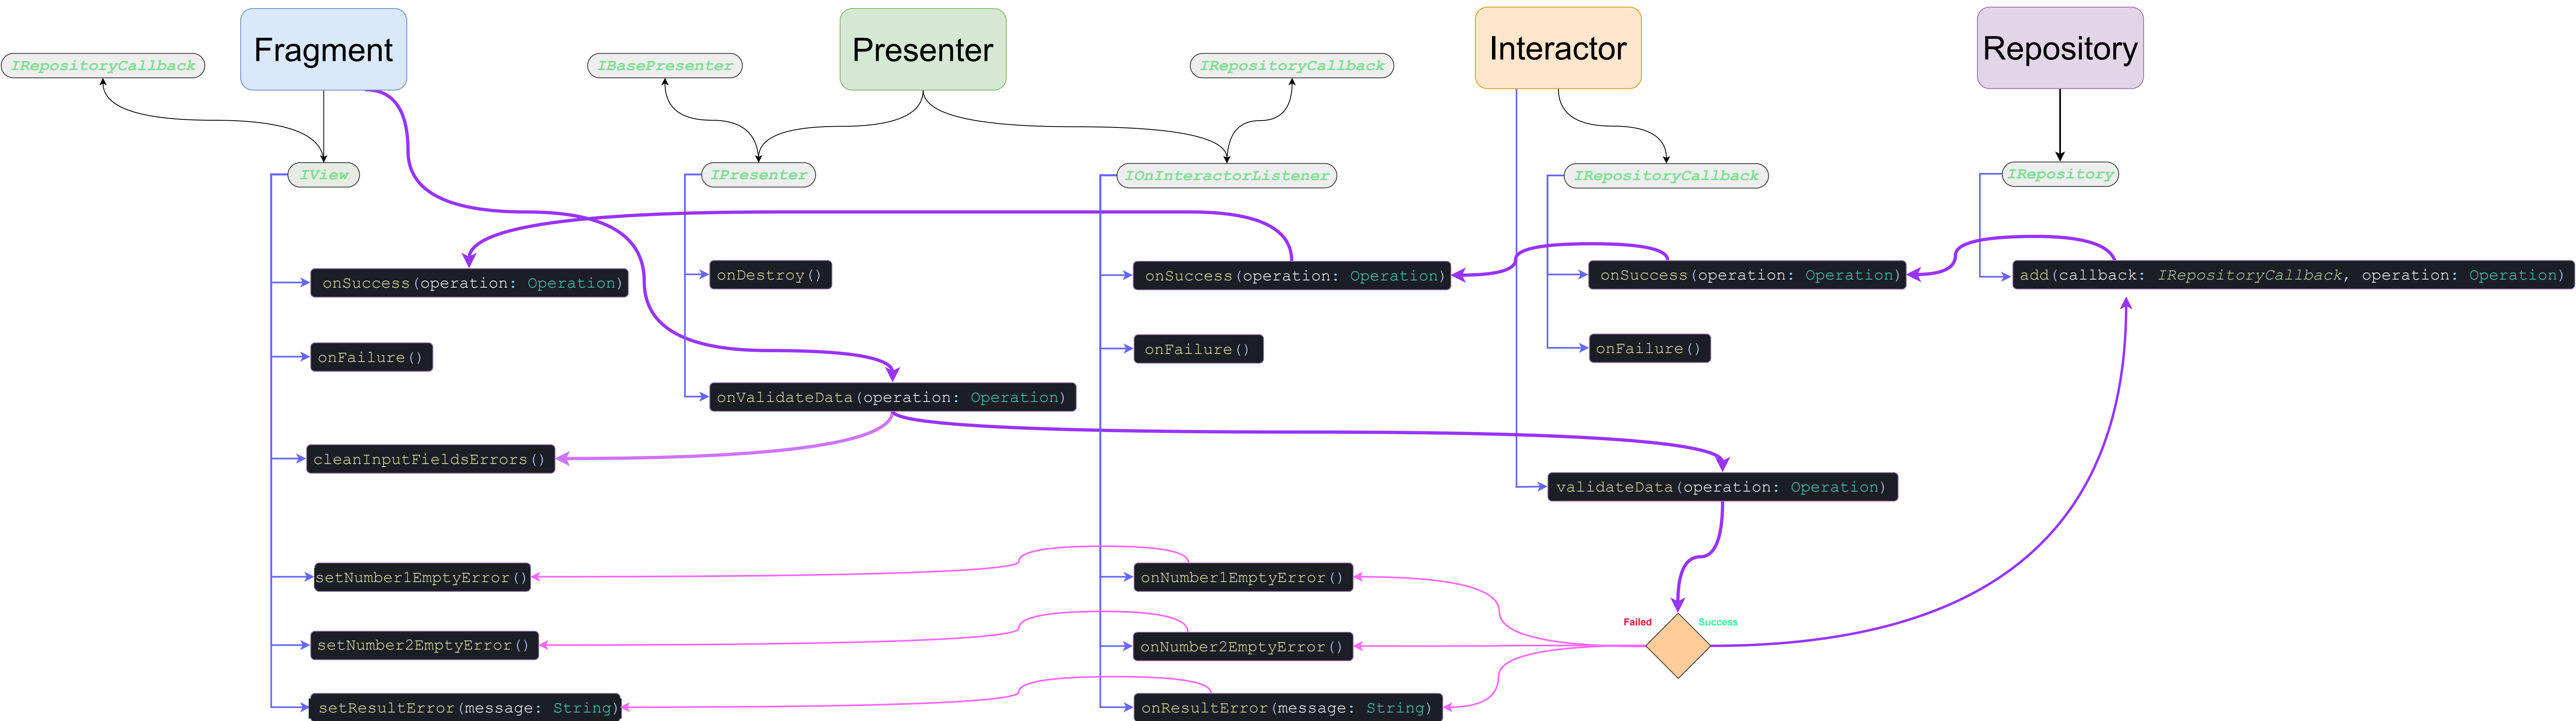 Fragment
Presenter
Interactor
Repository
IRepositoryCallback
IBasePresenter
IRepositoryCallback
IView
IPresenter
IOnInteractorListener
IRepositoryCallback
IRepository
onSuccess(operation: Operation)
onDestroy()
onSuccess(operation: Operation)
onSuccess(operation: Operation)
add(callback: IRepositoryCallback, operation: Operation)
onFailure()
onFailure()
onFailure()
onValidateData(operation: Operation)
cleanInputFieldsErrors()
validateData(operation: Operation)
setNumber1EmptyError()
onNumber1EmptyError()
Failed
Success
setNumber2EmptyError()
onNumber2EmptyError()
setResultError(message: String)
onResultError(message: String)